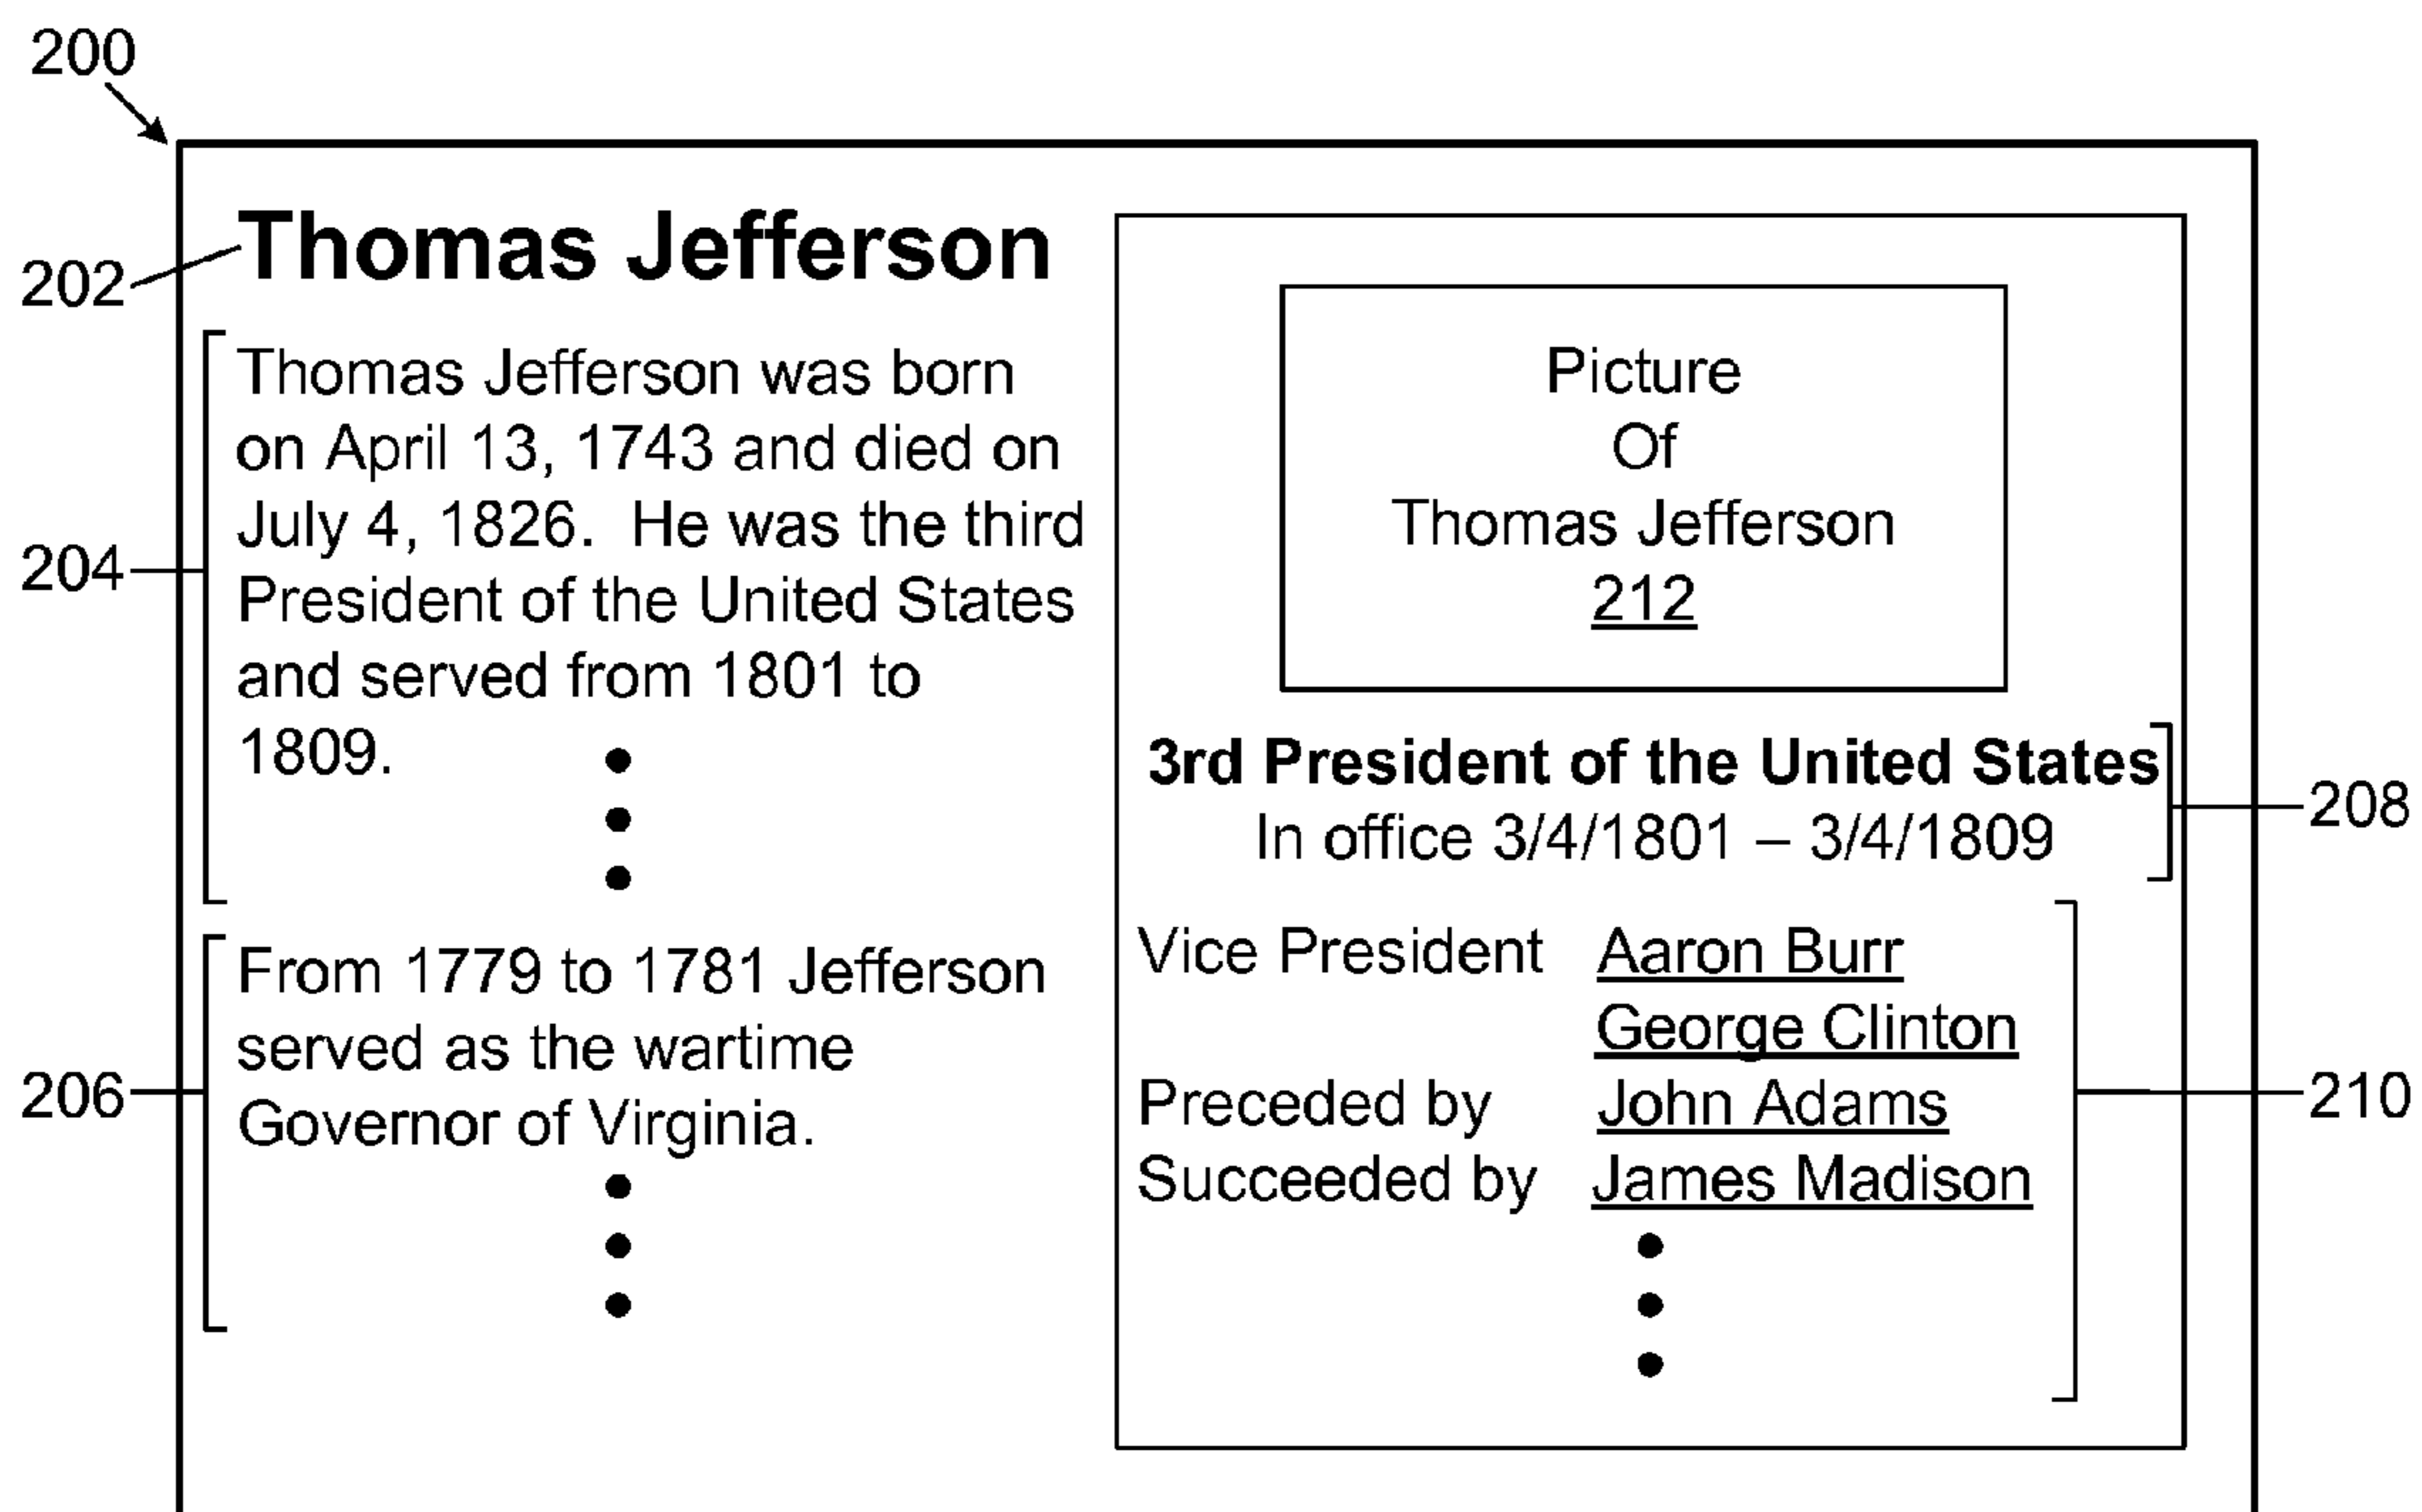 200
202
Thomas Jefferson
204
Thomas Jefferson was born
on April 13, 1743 and died on
July 4, 1826.  He was the third
President of the United States
and served from 1801 to
1809.
206
From 1779 to 1781 Jefferson
served as the wartime
Governor of Virginia.
Picture
Of
Thomas Jefferson
212
3rd President of the United States
In office 3/4/1801 – 3/4/1809
208
Vice President Aaron Burr
George Clinton
Preceded by John Adams
Succeeded by James Madison
210